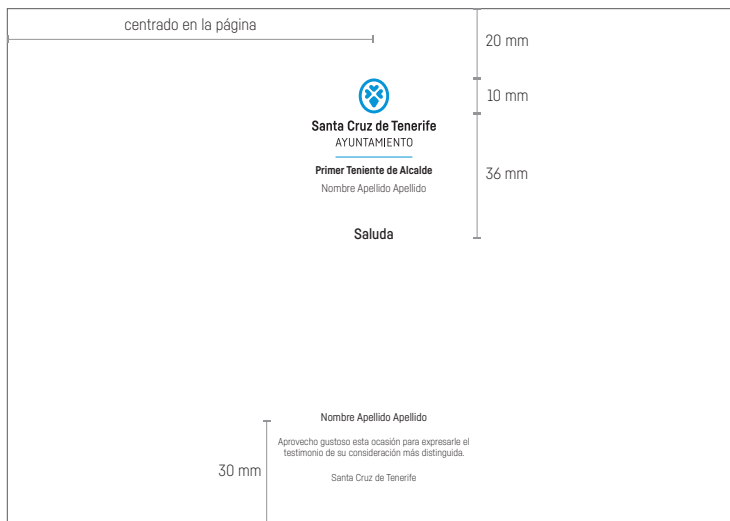 centrado en la página
20 mm
10 mm
Santa Cruz de Tenerife
AYUNTAMIENTO
Primer Teniente de Alcalde
36 mm
Nombre Apellido Apellido
Saluda
Nombre Apellido Apellido
Aprovecho gustoso esta ocasión para expresarle el
testimonio de su consideración más distinguida.
30 mm
Santa Cruz de Tenerife